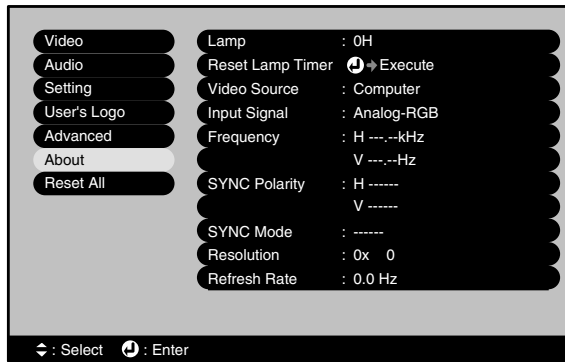 Video
Audio
Setting
User's Logo
Advanced
About
Reset All
Lamp : 0H
Reset Lamp Timer Execute
Video Source : Computer
Input Signal : Analog-RGB
Frequency : H ---.--kHz
V ---.--Hz
SYNC Polarity : H ------
V ------
SYNC Mode : ------
Resolution : 0x 0
Refresh Rate : 0.0 Hz
: Select : Enter